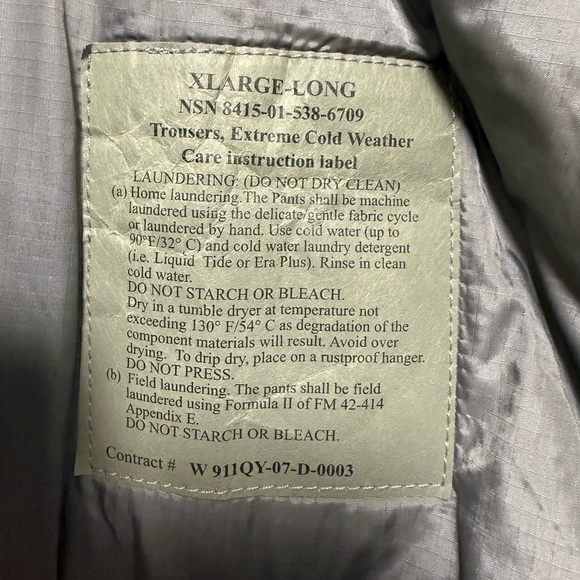 XLARGE-LONG
NSN 8415-01-538-6709
Trousers, Extreme Cold Weather
Care instruction label
LAUNDERING: (DO NOT DRY CLEAN)
(a) Home laundering. The Pants shall be machine
laundered using the delicate/gentle fabric cycle
or laundered by hand. Use cold water (up to
90°F/32° C) and cold water laundry detergent
(i.e. Liquid Tide or Era Plus). Rinse in clean
cold water.
DO NOT STARCH OR BLEACH.
Dry in a tumble dryer at temperature not
exceeding 130° F/54° C as degradation of the
component materials will result. Avoid over
drying. To drip dry, place on a rustproof hanger.
DO NOT PRESS.
(b) Field laundering. The pants shall be field
laundered using Formula II of FM 42-414
Appendix E.
DO NOT STARCH OR BLEACH.
Contract # W 911QY-07-D-0003